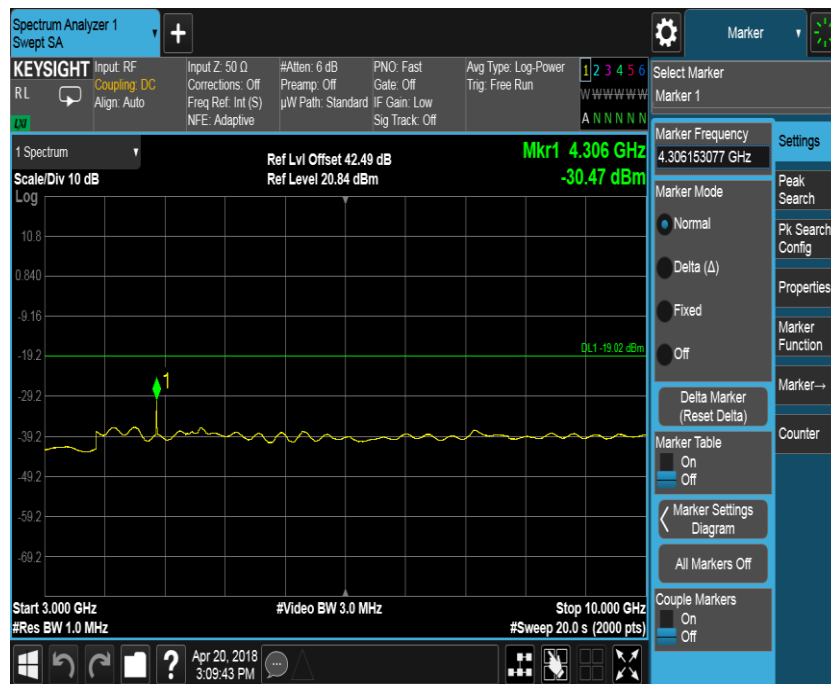 Spectrum Analyzer 1
Swept SA
Marker
KEYSIGHT
RL
LXI
Input: RF
Coupling: DC
Align: Auto
Input Z: 50 Ω
Corrections: Off
Freq Ref: Int (S)
NFE: Adaptive
#Atten: 6 dB
Preamp: Off
µW Path: Standard
PNO: Fast
Gate: Off
IF Gain: Low
Sig Track: Off
Avg Type: Log-Power
Trig: Free Run
1 2 3 4 5 6
W W W W W W
A N N N N N
Select Marker
Marker 1
1 Spectrum
Scale/Div 10 dB
Log
Ref Lvl Offset 42.49 dB
Ref Level 20.84 dBm
Mkr1 4.306 GHz
-30.47 dBm
10.8
0.840
-9.16
-19.2
-29.2
-39.2
-49.2
-59.2
-69.2
DL1 -19.02 dBm
1
Start 3.000 GHz
#Res BW 1.0 MHz
#Video BW 3.0 MHz
Stop 10.000 GHz
#Sweep 20.0 s (2000 pts)
Marker Frequency
4.306153077 GHz
Marker Mode
Normal
Delta (Δ)
Fixed
Off
Delta Marker
(Reset Delta)
Marker Table
On
Off
Marker Settings
Diagram
All Markers Off
Couple Markers
On
Off
Settings
Peak
Search
Pk Search
Config
Properties
Marker
Function
Marker→
Counter
?
Apr 20, 2018
3:09:43 PM